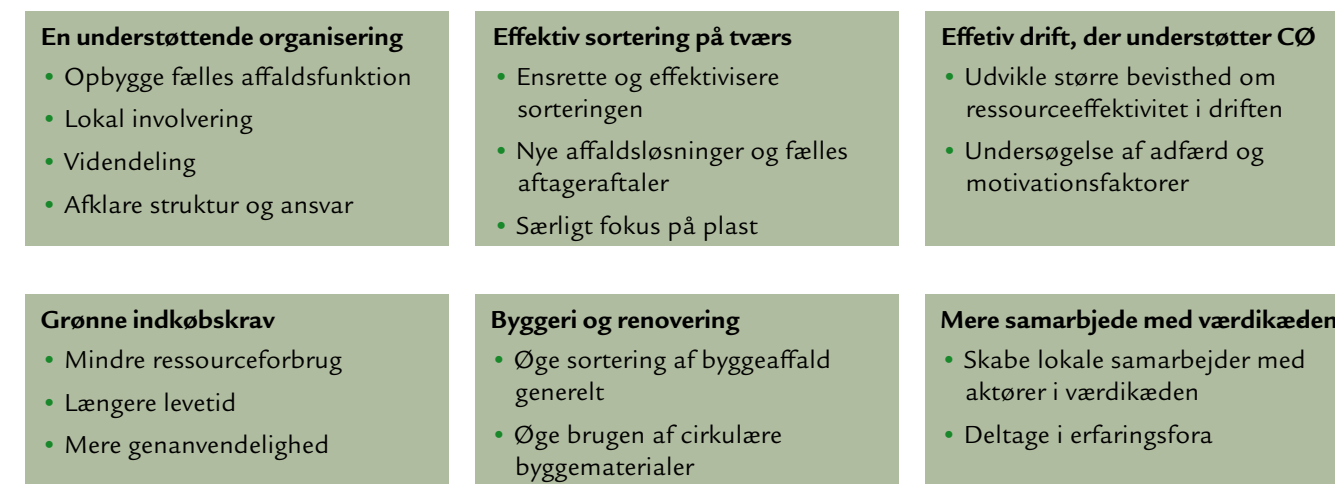 En understøttende organisering
• Opbygge fælles affaldsfunktion
• Lokal involvering
• Videndeling
• Afklare struktur og ansvar
Effektiv sortering på tværs
• Ensrette og effektivisere
sorteringen
• Nye affaldsløsninger og fælles
aftageraftaler
• Særligt fokus på plast
Effetiv drift, der understøtter CØ
• Udvikle større bevisthed om
ressourceeffektivitet i driften
• Undersøgelse af adfærd og
motivationsfaktorer
Grønne indkøbskrav
• Mindre ressourceforbrug
• Længere levetid
• Mere genanvendelighed
Byggeri og renovering
• Øge sortering af byggeaffald
generelt
• Øge brugen af cirkulære
byggematerialer
Mere samarbjede med værdikæden
• Skabe lokale samarbejder med
aktører i værdikæden
• Deltage i erfaringsfora